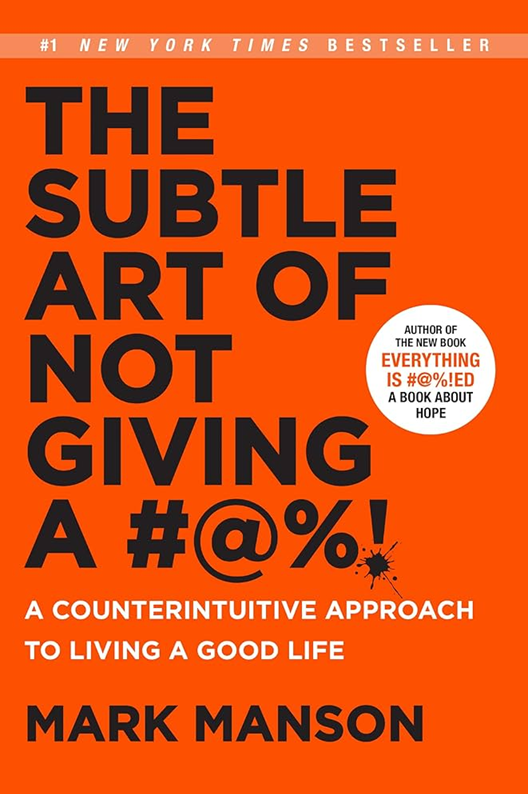 #1 NEW YORK TIMES BESTSELLER
THE
SUBTLE
ART OF
NOT
GIVING
A #@%!
AUTHOR OF
THE NEW BOOK
EVERYTHING
IS #@%!ED
A BOOK ABOUT
HOPE
A COUNTERINTUITIVE APPROACH
TO LIVING A GOOD LIFE
MARK MANSON